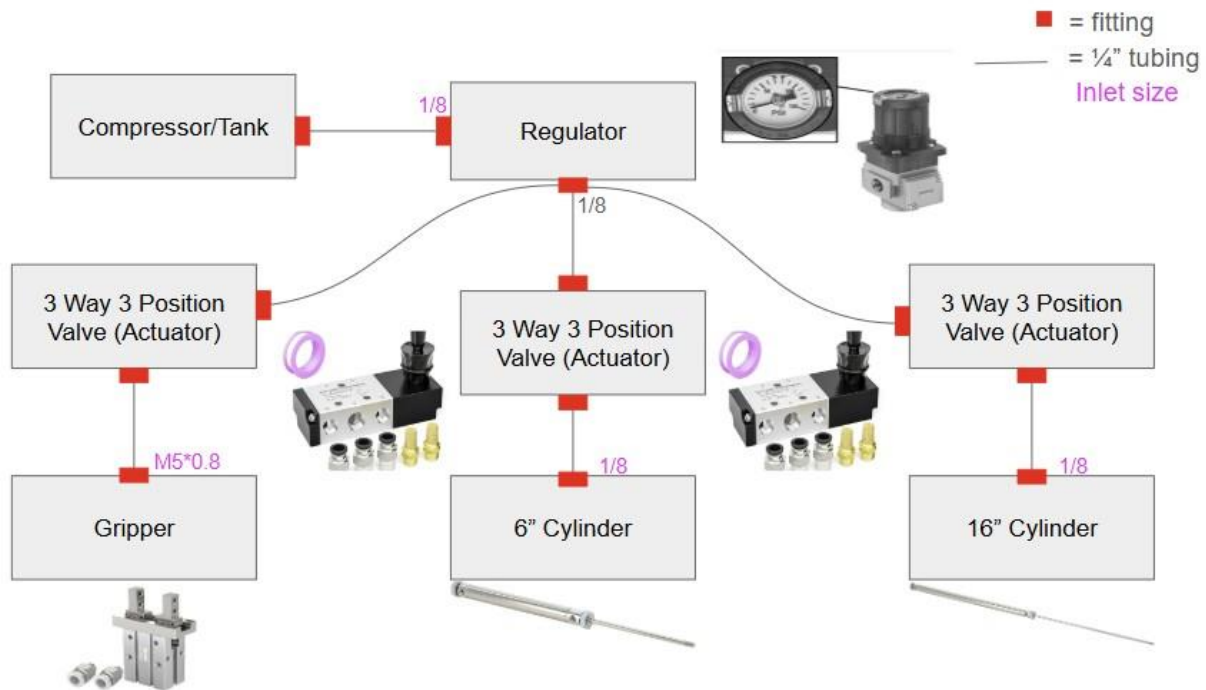 = fitting
= ¼” tubing
Inlet size
PSI
Compressor/Tank
1/8
Regulator
1/8
3 Way 3 Position
Valve (Actuator)
3 Way 3 Position
Valve (Actuator)
3 Way 3 Position
Valve (Actuator)
M5*0.8
1/8
1/8
Gripper
6” Cylinder
16” Cylinder